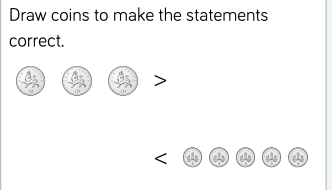 Draw coins to make the statements
correct.
>
<